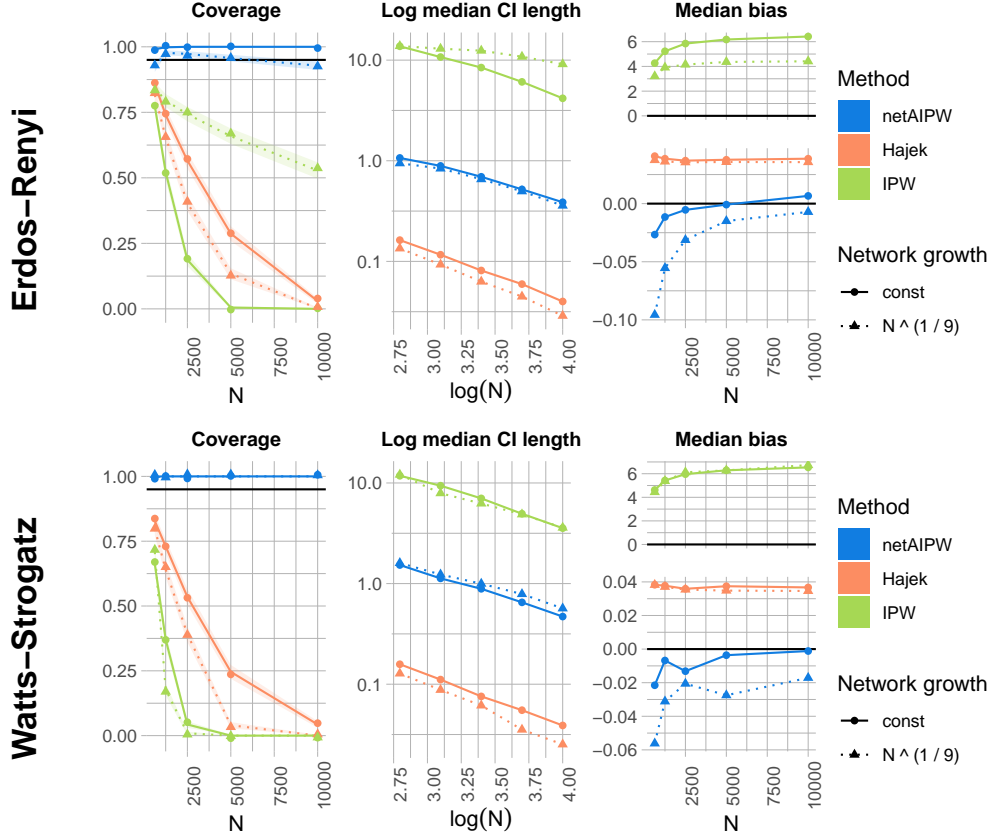 Coverage
Log median CI length
Median bias
Erdos−Renyi
1.00
0.75
0.50
0.25
0.00
2500
5000
7500
10000
N
10.0
1.0
0.1
2.75
3.00
3.25
3.50
3.75
4.00
log(N)
6
4
2
0
0.00
−0.05
−0.10
2500
5000
7500
10000
N
Method
netAIPW
Hajek
IPW
Network growth
const
N ^ (1 / 9)
Coverage
Log median CI length
Median bias
Watts−Strogatz
1.00
0.75
0.50
0.25
0.00
2500
5000
7500
10000
N
10.0
1.0
0.1
2.75
3.00
3.25
3.50
3.75
4.00
log(N)
6
5
4
3
2
1
0
0.04
0.02
0.00
−0.02
−0.04
−0.06
2500
5000
7500
10000
N
Method
netAIPW
Hajek
IPW
Network growth
const
N ^ (1 / 9)